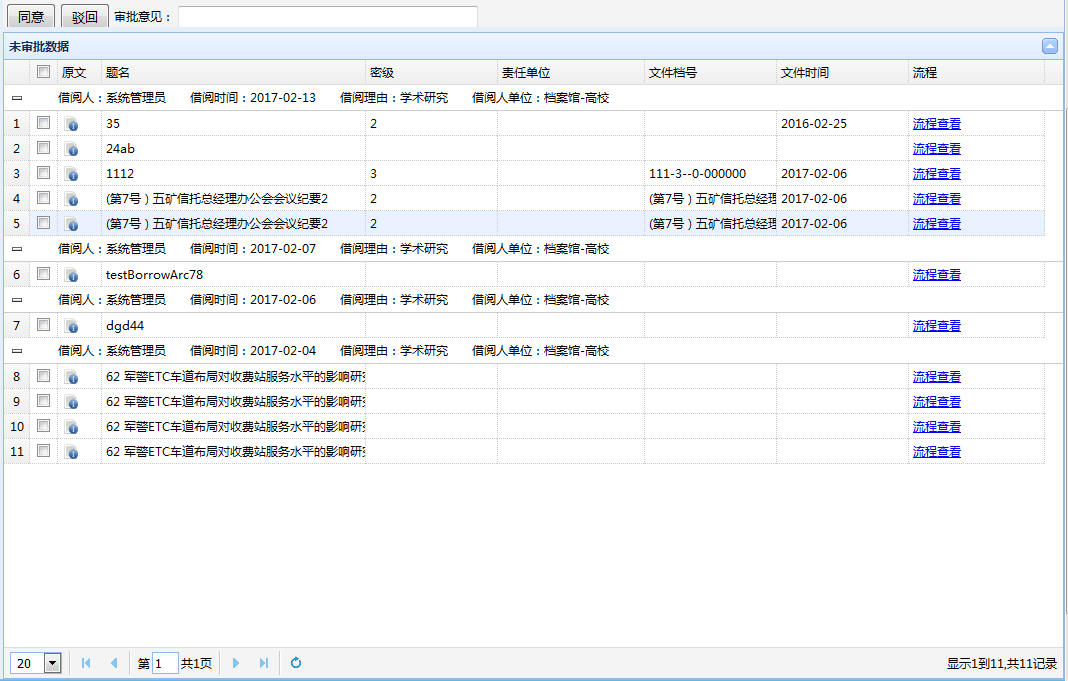 同意 驳回 审批意见：
未审批数据
原文 题名 密级 责任单位 文件档号 文件时间 流程
借阅人：系统管理员 借阅时间：2017-02-13 借阅理由：学术研究 借阅人单位：档案馆-高校
1 35 2 2016-02-25 流程查看
2 24ab 流程查看
3 1112 3 111-3--0-000000 2017-02-06 流程查看
4 (第7号）五矿信托总经理办公会会议纪要2 2 (第7号）五矿信托总经理 2017-02-06 流程查看
5 (第7号）五矿信托总经理办公会会议纪要2 2 (第7号）五矿信托总经理 2017-02-06 流程查看
借阅人：系统管理员 借阅时间：2017-02-07 借阅理由：学术研究 借阅人单位：档案馆-高校
6 testBorrowArc78 流程查看
借阅人：系统管理员 借阅时间：2017-02-06 借阅理由：学术研究 借阅人单位：档案馆-高校
7 dgd44 流程查看
借阅人：系统管理员 借阅时间：2017-02-04 借阅理由：学术研究 借阅人单位：档案馆-高校
8 62 军警ETC车道布局对收费站服务水平的影响研究 流程查看
9 62 军警ETC车道布局对收费站服务水平的影响研究 流程查看
10 62 军警ETC车道布局对收费站服务水平的影响研究 流程查看
11 62 军警ETC车道布局对收费站服务水平的影响研究 流程查看
20 第 1 共1页 显示1到11,共11记录